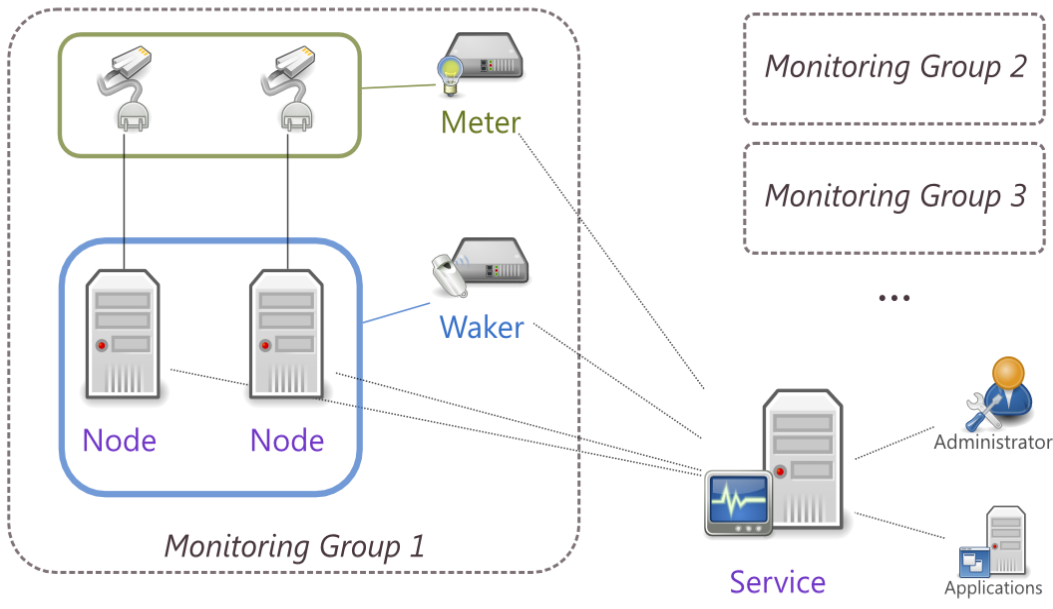 Meter
Monitoring Group 2
Monitoring Group 3
...
Waker
Node
Node
Monitoring Group 1
Administrator
Service
Applications